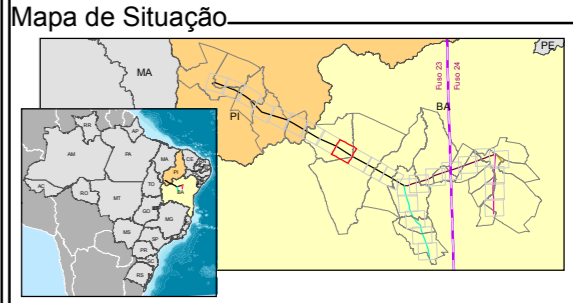 Mapa de Situação
PE
MA
Fuso 23
Fuso 24
BA
PI
RR
AP
AM
PA
MA
CE
PI
AC
RO
TO
BA
MT
GO
MG
MS
SP
PR
SC
RS